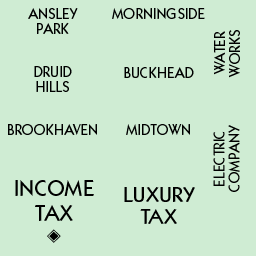 ANSLEY
PARK
MORNINGSIDE
WATER
WORKS
DRUID
HILLS
BUCKHEAD
BROOKHAVEN
MIDTOWN
ELECTRIC
COMPANY
INCOME
TAX
LUXURY
TAX